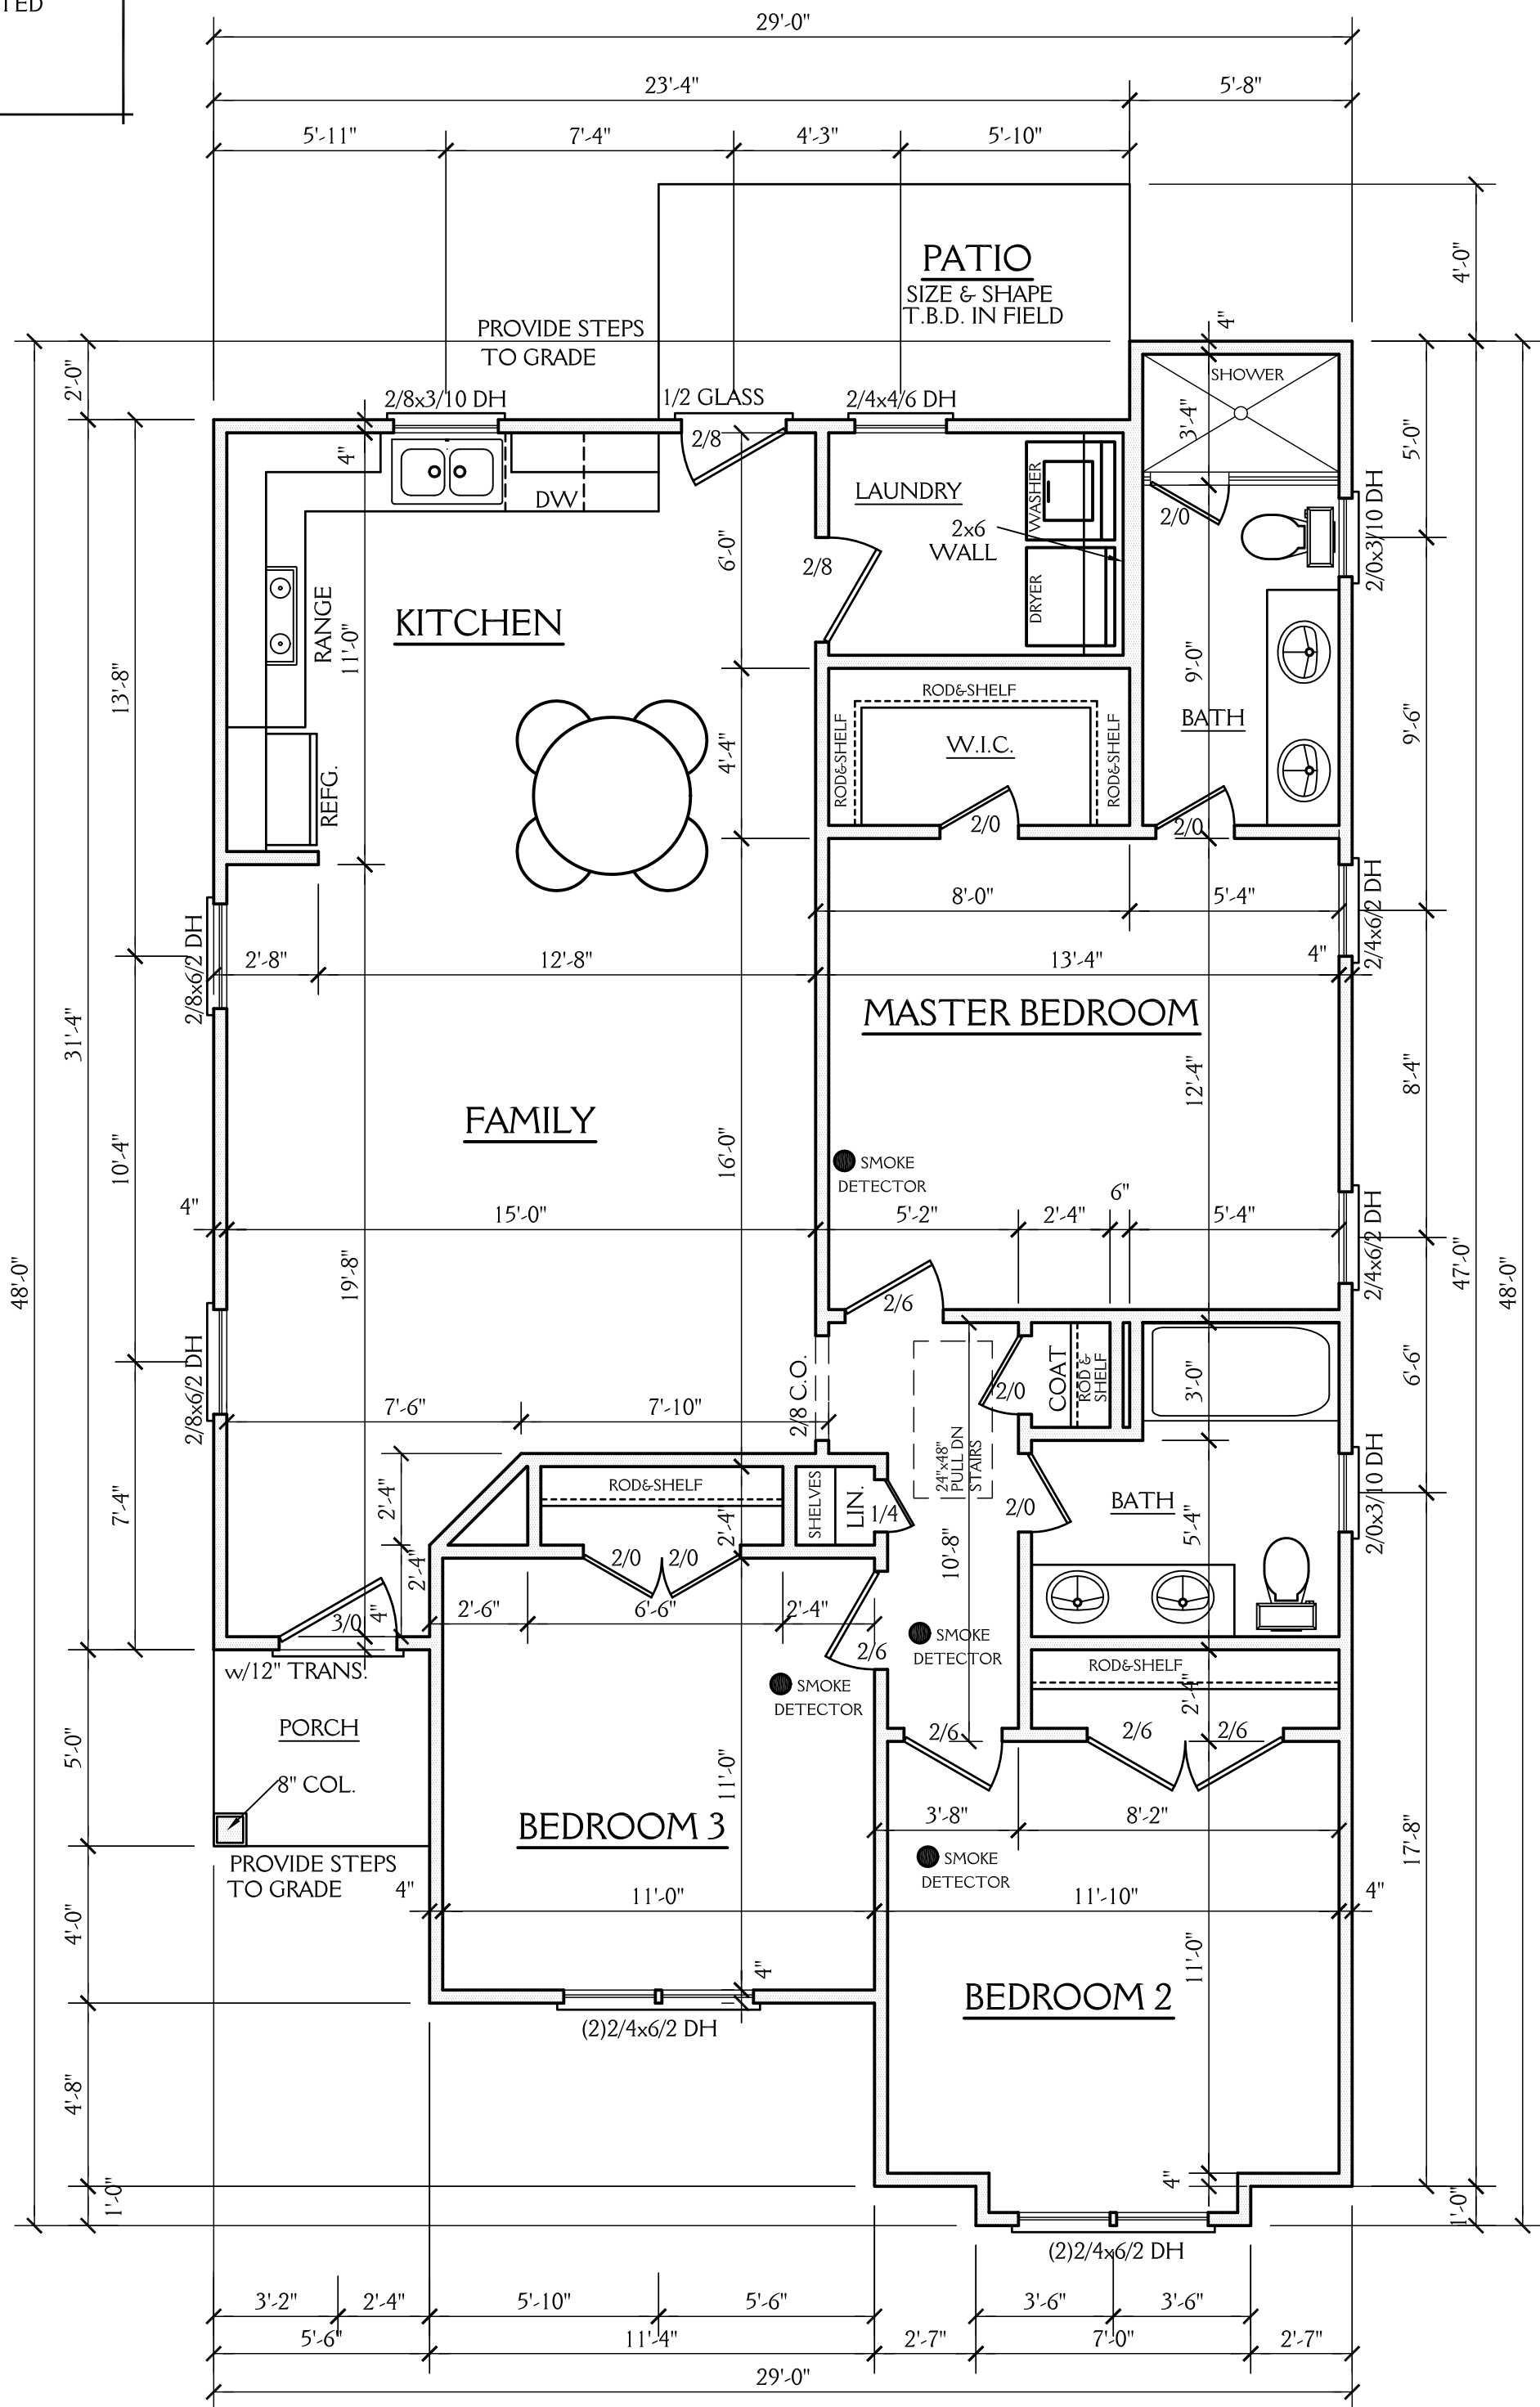 TED
29'-0"
23'-4"
5'-8"
5'-11"
7'-4"
4'-3"
5'-10"
PATIO
SIZE & SHAPE
T.B.D. IN FIELD
4'-0"
PROVIDE STEPS
TO GRADE
4"
2'-0"
2/8x3/10 DH
1/2 GLASS
2/4x4/6 DH
SHOWER
3'-4"
5'-0"
4"
2/8
DW
LAUNDRY
WASHER
2x6
WALL
2/0
2/0x3/10 DH
6'-0"
2/8
DRYER
KITCHEN
RANGE
11'-0"
13'-8"
9'-0"
BATH
9'-6"
ROD&SHELF
ROD&SHELF
W.I.C.
ROD&SHELF
4'-4"
REFG.
2/0
2/0
8'-0"
5'-4"
2/4x6/2 DH
2/8x6/2 DH
2'-8"
12'-8"
13'-4"
4"
MASTER BEDROOM
31'-4"
8'-4"
12'-4"
FAMILY
10'-4"
16'-0"
SMOKE
DETECTOR
6"
4"
15'-0"
5'-2"
2'-4"
5'-4"
2/4x6/2 DH
48'-0"
19'-8"
47'-0"
48'-0"
2/6
2/8x6/2 DH
2/8 C.O.
2/0
COAT
ROD &
SHELF
3'-0"
6'-6"
7'-6"
7'-10"
24"x48"
PULL DN
STAIRS
2'-4"
ROD&SHELF
SHELVES
LIN.
1/4
2/0
BATH
5'-4"
2/0x3/10 DH
7'-4"
2'-4"
2'-4"
2/0
2/0
10'-8"
3/0
4"
2'-6"
6'-6"
2'-4"
2/6
SMOKE
DETECTOR
w/12" TRANS.
SMOKE
DETECTOR
ROD&SHELF
2'-4"
PORCH
2/6
2/6
2/6
5'-0"
8" COL.
11'-0"
BEDROOM 3
3'-8"
8'-2"
17'-8"
PROVIDE STEPS
TO GRADE
SMOKE
DETECTOR
4"
11'-0"
11'-10"
4"
4'-0"
11'-0"
4"
BEDROOM 2
(2)2/4x6/2 DH
4'-8"
4"
1'-0"
1'-0"
(2)2/4x6/2 DH
3'-2"
2'-4"
5'-10"
5'-6"
3'-6"
3'-6"
5'-6"
11'-4"
2'-7"
7'-0"
2'-7"
29'-0"